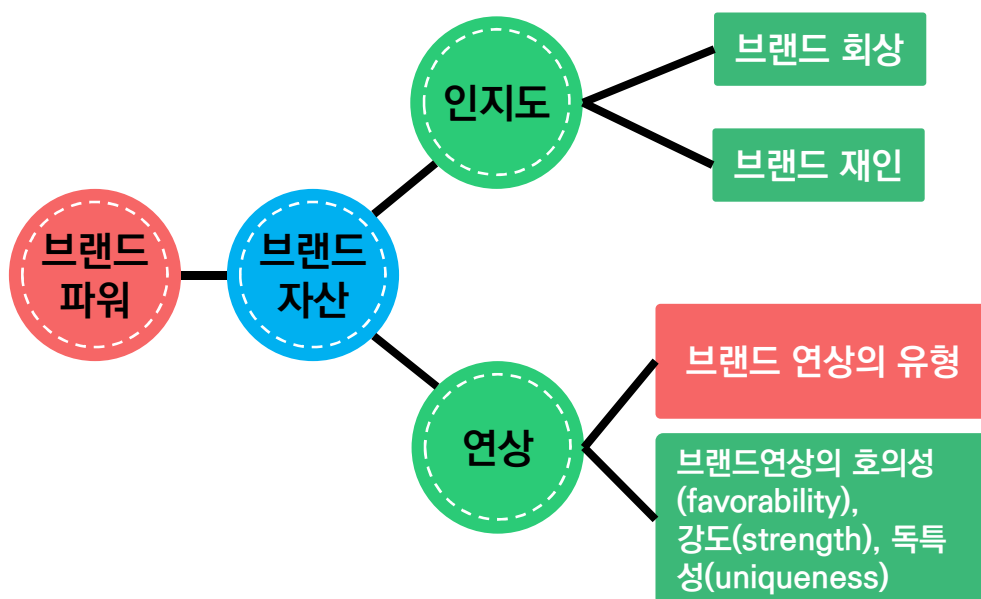 브랜드
파워
브랜드
자산
인지도
브랜드 회상
브랜드 재인
연상
브랜드 연상의 유형
브랜드연상의 호의성
(favorability),
강도(strength), 독특
성(uniqueness)